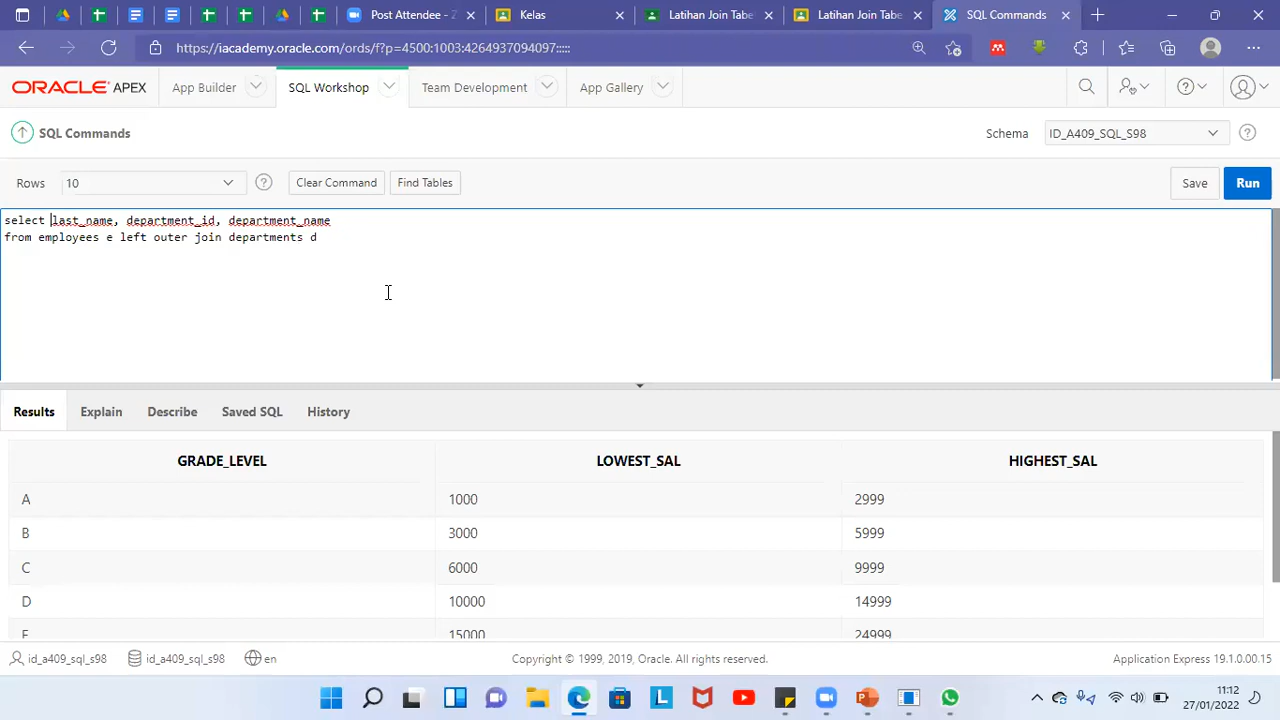 Post Attendee - Z
Kelas
Latihan Join Tabe
Latihan Join Tabe
SQL Commands
https://iacademy.oracle.com/ords/f?p=4500:1003:4264937094097:::::
ORACLE APEX
App Builder
SQL Workshop
Team Development
App Gallery
SQL Commands
Schema
ID_A409_SQL_S98
Rows
10
Clear Command
Find Tables
Save
Run
select last_name, department_id, department_name
from employees e left outer join departments d
Results
Explain
Describe
Saved SQL
History
GRADE_LEVEL LOWEST_SAL HIGHEST_SAL
A 1000 2999
B 3000 5999
C 6000 9999
D 10000 14999
E 15000 24999
id_a409_sql_s98
id_a409_sql_s98
en
Copyright © 1999, 2019, Oracle. All rights reserved.
Application Express 19.1.0.00.15
11:12
27/01/2022